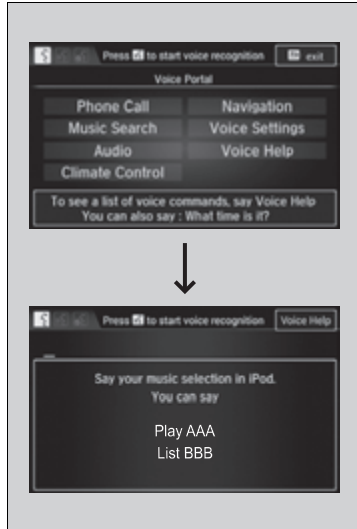 Press to start voice recognition
exit
Voice Portal
Phone Call
Navigation
Music Search
Voice Settings
Audio
Voice Help
Climate Control
To see a list of voice commands, say Voice Help
You can also say : What time is it?
Press to start voice recognition
Voice Help
Say your music selection in iPod.
You can say
Play AAA
List BBB